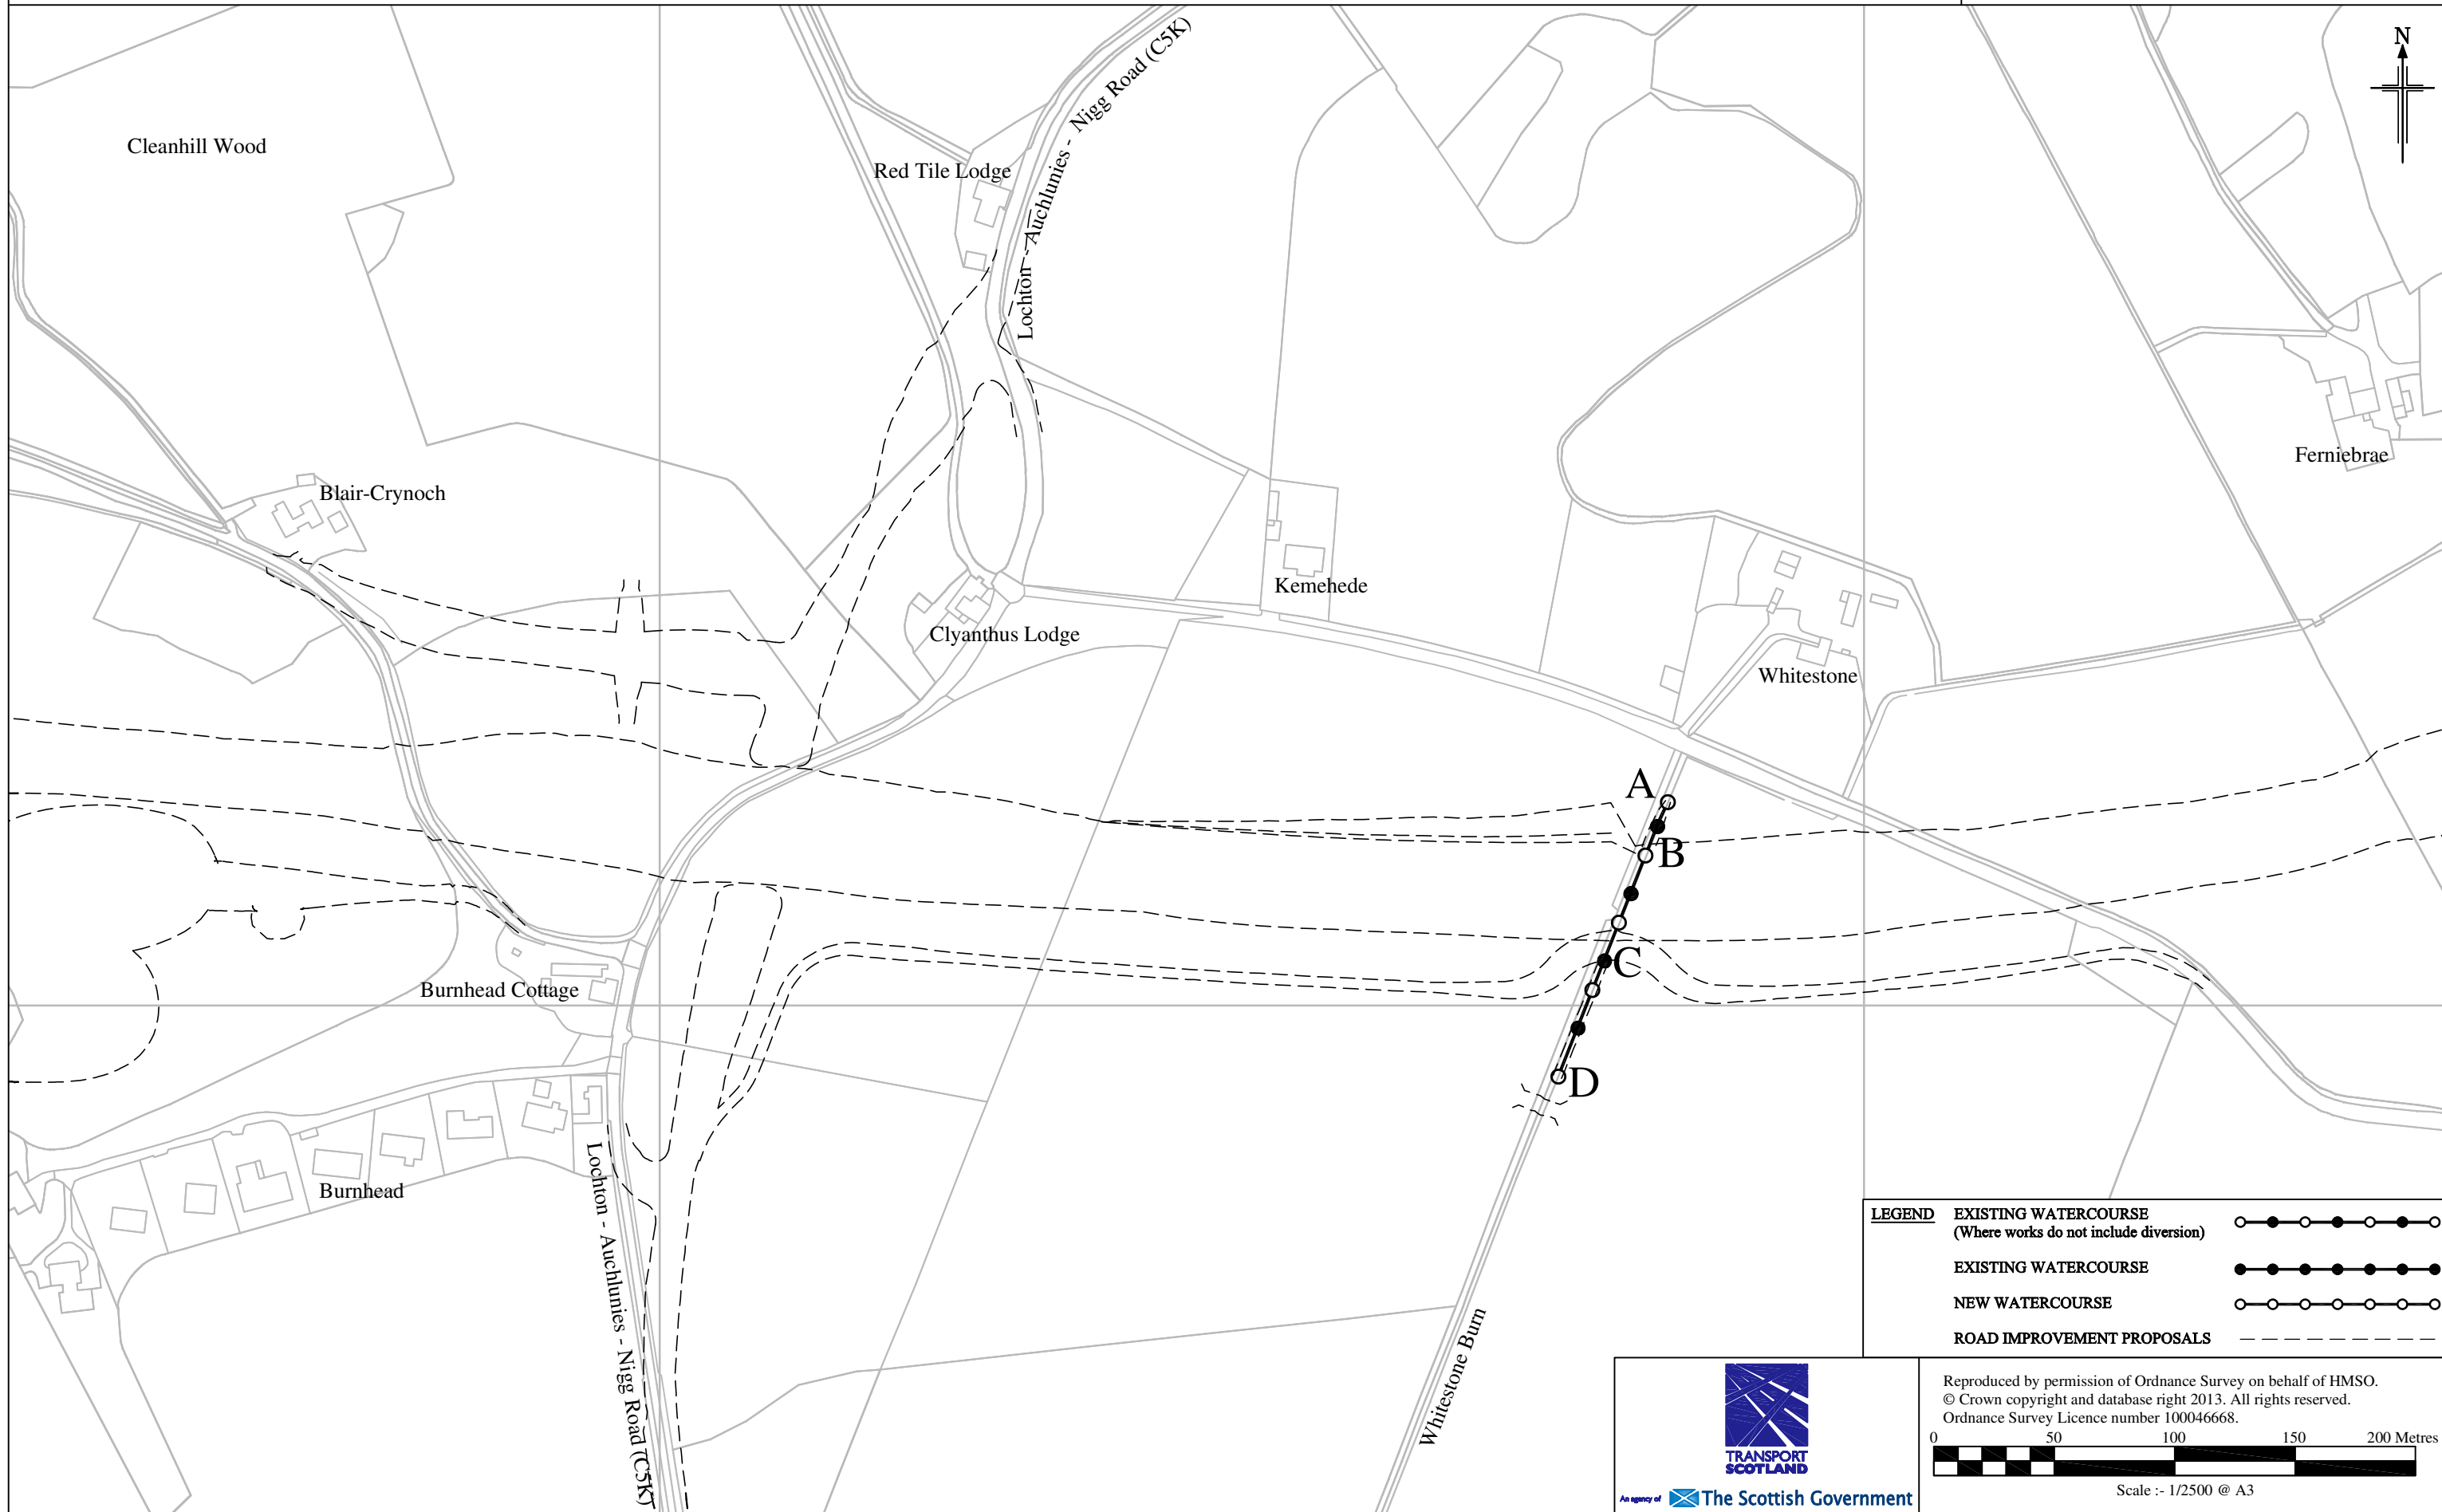 N
Cleanhill Wood
Red Tile Lodge
Lochton - Auchlunies - Nigg Road (C5K)
Ferniebrae
Blair-Crynoch
Kemehede
Clyanthus Lodge
Whitestone
A
B
C
Burnhead Cottage
D
Burnhead
Lochton - Auchlunies - Nigg Road (C5K)
Whitestone Burn
LEGEND
EXISTING WATERCOURSE
(Where works do not include diversion)
EXISTING WATERCOURSE
NEW WATERCOURSE
ROAD IMPROVEMENT PROPOSALS
TRANSPORT
SCOTLAND
An agency of The Scottish Government
Reproduced by permission of Ordnance Survey on behalf of HMSO.
© Crown copyright and database right 2013. All rights reserved.
Ordnance Survey Licence number 100046668.
0 50 100 150 200 Metres
Scale :- 1/2500 @ A3